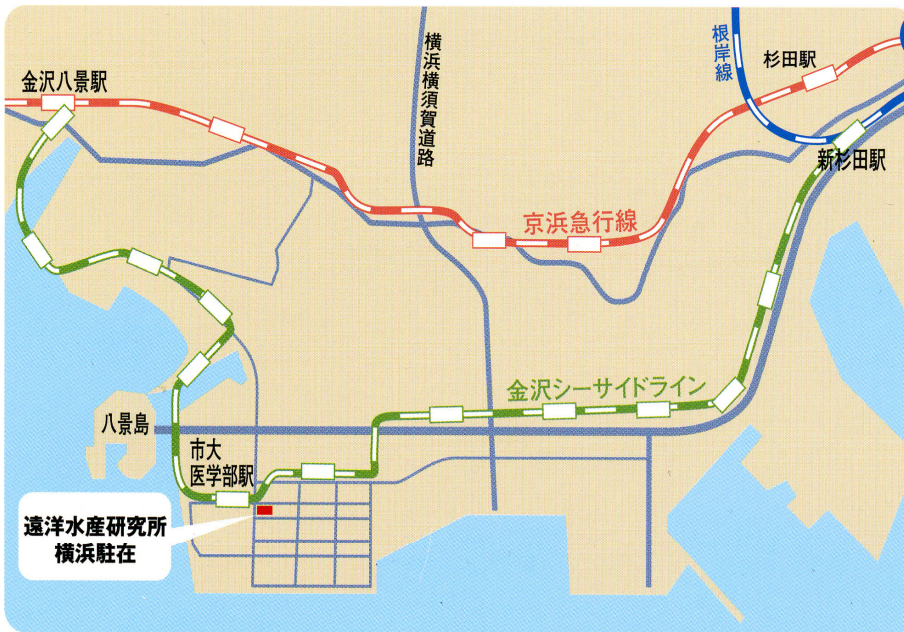 金沢八景駅
横浜横須賀道路
根岸線
杉田駅
新杉田駅
京浜急行線
金沢シーサイドライン
八景島
市大
医学部駅
遠洋水産研究所
横浜駐在